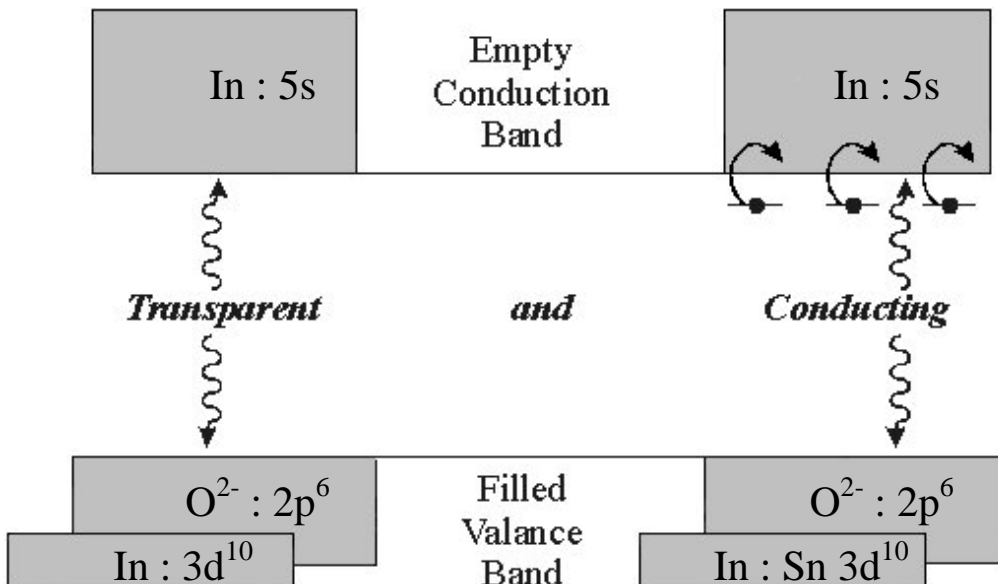 In : 5s
Empty
Conduction
Band
In : 5s
Transparent
and
Conducting
O²⁻ : 2p⁶
In : 3d¹⁰
Filled
Valance
Band
O²⁻ : 2p⁶
In : Sn 3d¹⁰